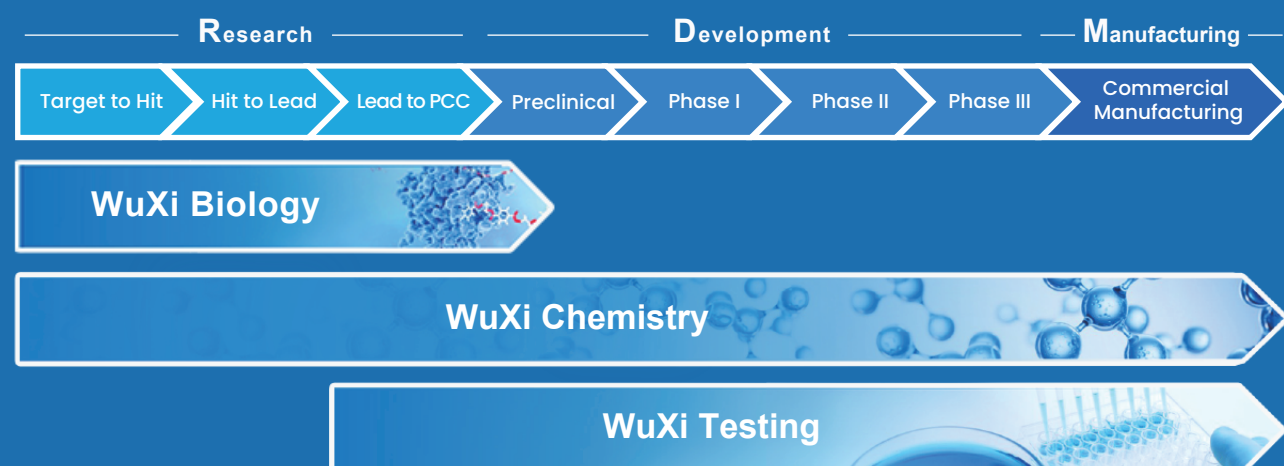 Research Development Manufacturing
Target to Hit Hit to Lead Lead to PCC Preclinical Phase I Phase II Phase III Commercial
Manufacturing
WuXi Biology
WuXi Chemistry
WuXi Testing